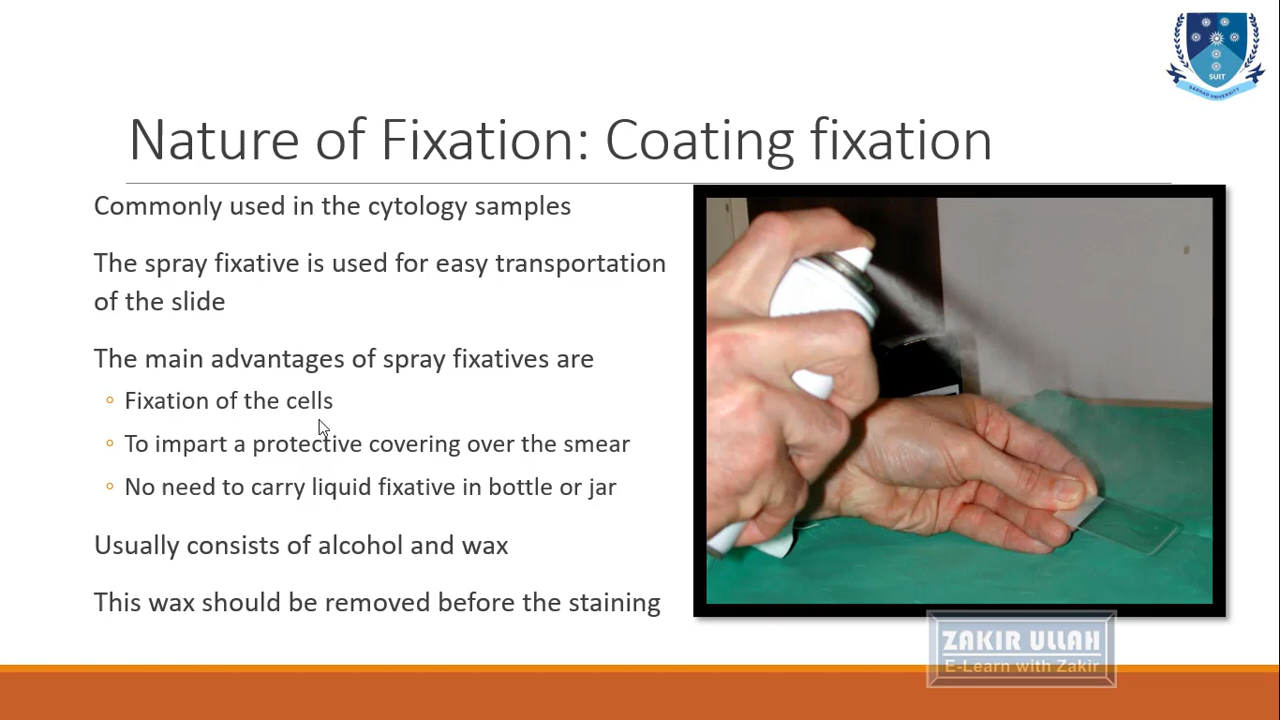 SUIT
SARHAD UNIVERSITY
Nature of Fixation: Coating fixation
Commonly used in the cytology samples
The spray fixative is used for easy transportation
of the slide
The main advantages of spray fixatives are
◦ Fixation of the cells
◦ To impart a protective covering over the smear
◦ No need to carry liquid fixative in bottle or jar
Usually consists of alcohol and wax
This wax should be removed before the staining
ZAKIR ULLAH
E-Learn with Zakir